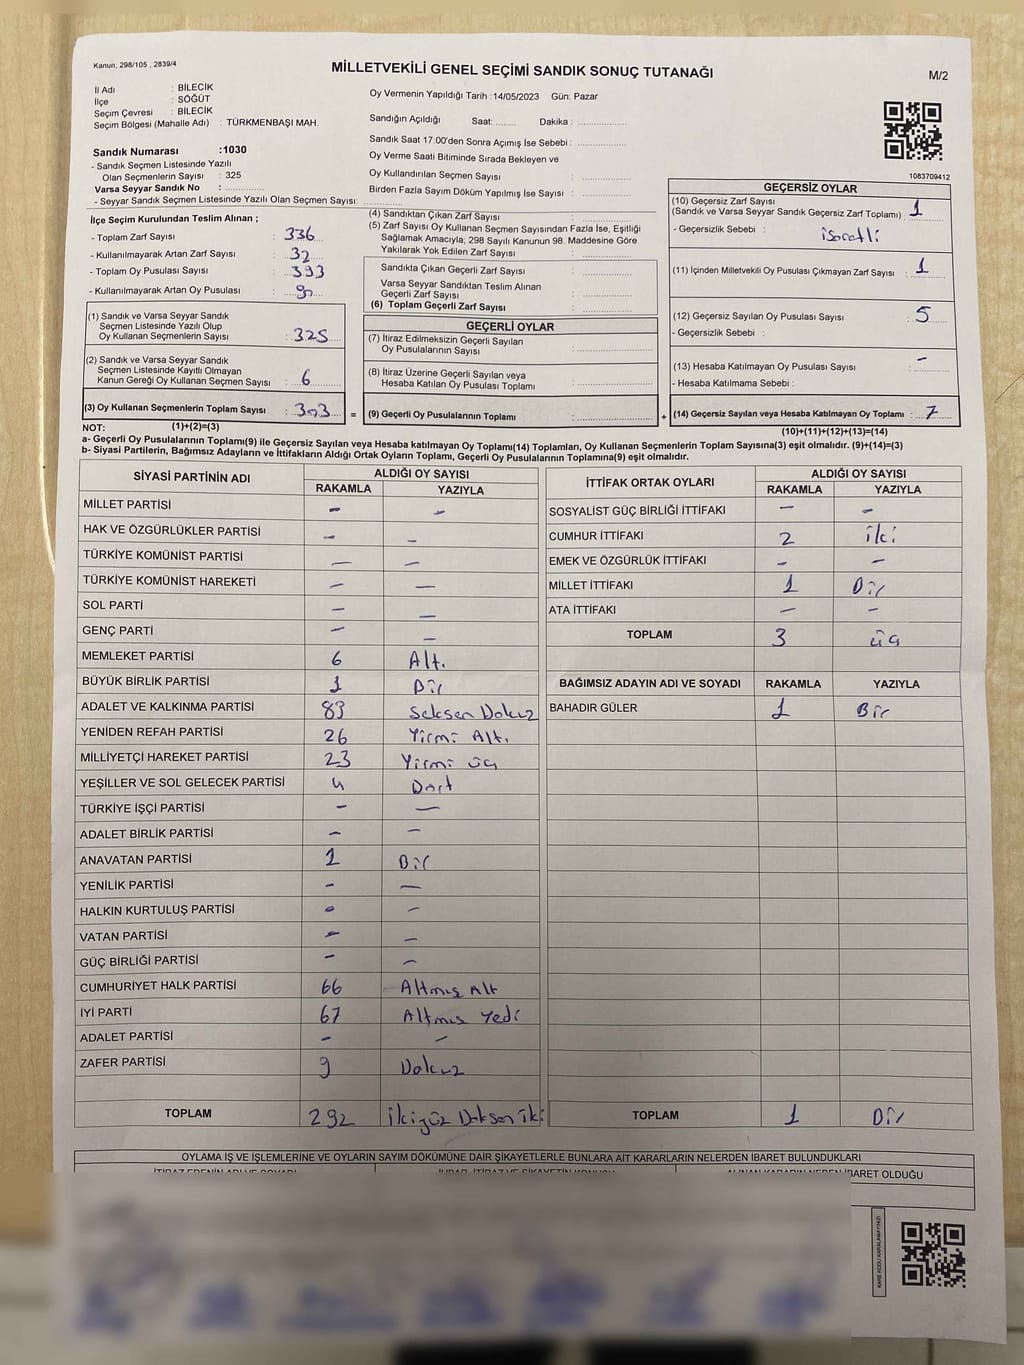 Kanun; 298/105 , 2839/4
MİLLETVEKİLİ GENEL SEÇİMİ SANDIK SONUÇ TUTANAĞI
M/2
İl Adı : BİLECİK
İlçe : SÖĞÜT
Seçim Çevresi : BİLECİK
Seçim Bölgesi (Mahalle Adı) : TÜRKMENBAŞI MAH.
Sandık Numarası :1030
- Sandık Seçmen Listesinde Yazılı
Olan Seçmenlerin Sayısı : 325
Varsa Seyyar Sandık No :
- Seyyar Sandık Seçmen Listesinde Yazılı Olan Seçmen Sayısı:
Oy Vermenin Yapıldığı Tarih :14/05/2023 Gün: Pazar
Sandığın Açıldığı Saat: Dakika :
Sandık Saat 17:00'den Sonra Açımış İse Sebebi :
Oy Verme Saati Bitiminde Sırada Bekleyen ve
Oy Kullandırılan Seçmen Sayısı :
Birden Fazla Sayım Döküm Yapılmış İse Sayısı :
1083709412
İlçe Seçim Kurulundan Teslim Alınan ;
- Toplam Zarf Sayısı : 336
- Kullanılmayarak Artan Zarf Sayısı : 32
- Toplam Oy Pusulası Sayısı : 393
- Kullanılmayarak Artan Oy Pusulası :
(1) Sandık ve Varsa Seyyar Sandık
Seçmen Listesinde Yazılı Olup
Oy Kullanan Seçmenlerin Sayısı : 325
(2) Sandık ve Varsa Seyyar Sandık
Seçmen Listesinde Kayıtlı Olmayan
Kanun Gereği Oy Kullanan Seçmen Sayısı : 6
(3) Oy Kullanan Seçmenlerin Toplam Sayısı : 303 =
(1)+(2)=(3)
(4) Sandıktan Çıkan Zarf Sayısı :
(5) Zarf Sayısı Oy Kullanan Seçmen Sayısından Fazla İse, Eşitliği
Sağlamak Amacıyla; 298 Sayılı Kanunun 98. Maddesine Göre
Yakılarak Yok Edilen Zarf Sayısı :
Sandıkta Çıkan Geçerli Zarf Sayısı :
Varsa Seyyar Sandıktan Teslim Alınan
Geçerli Zarf Sayısı :
(6) Toplam Geçerli Zarf Sayısı :
GEÇERLİ OYLAR
(7) İtiraz Edilmeksizin Geçerli Sayılan
Oy Pusulalarının Sayısı :
(8) İtiraz Üzerine Geçerli Sayılan veya
Hesaba Katılan Oy Pusulası Toplamı :
(9) Geçerli Oy Pusulalarının Toplamı : +
GEÇERSİZ OYLAR
(10) Geçersiz Zarf Sayısı
(Sandık ve Varsa Seyyar Sandık Geçersiz Zarf Toplamı) : 1
- Geçersizlik Sebebi : isaretli
(11) İçinden Milletvekili Oy Pusulası Çıkmayan Zarf Sayısı : 1
(12) Geçersiz Sayılan Oy Pusulası Sayısı : 5
- Geçersizlik Sebebi :
(13) Hesaba Katılmayan Oy Pusulası Sayısı : -
- Hesaba Katılmama Sebebi :
(14) Geçersiz Sayılan veya Hesaba Katılmayan Oy Toplamı : 7
(10)+(11)+(12)+(13)=(14)
NOT:
a- Geçerli Oy Pusulalarının Toplamı(9) ile Geçersiz Sayılan veya Hesaba katılmayan Oy Toplamı(14) Toplamları, Oy Kullanan Seçmenlerin Toplam Sayısına(3) eşit olmalıdır. (9)+(14)=(3)
b- Siyasi Partilerin, Bağımsız Adayların ve İttifakların Aldığı Ortak Oyların Toplamı, Geçerli Oy Pusulalarının Toplamına(9) eşit olmalıdır.
SİYASİ PARTİNİN ADI ALDIĞI OY SAYISI
RAKAMLA YAZIYLA
MİLLET PARTİSİ - -
HAK VE ÖZGÜRLÜKLER PARTİSİ - -
TÜRKİYE KOMÜNİST PARTİSİ - -
TÜRKİYE KOMÜNİST HAREKETİ - -
SOL PARTİ - -
GENÇ PARTİ - -
MEMLEKET PARTİSİ 6 Altı
BÜYÜK BİRLİK PARTİSİ 1 Bir
ADALET VE KALKINMA PARTİSİ 89 Seksen Dokuz
YENİDEN REFAH PARTİSİ 26 Yirmi Altı
MİLLİYETÇİ HAREKET PARTİSİ 23 Yirmi üç
YEŞİLLER VE SOL GELECEK PARTİSİ 4 Dört
TÜRKİYE İŞÇİ PARTİSİ - -
ADALET BİRLİK PARTİSİ - -
ANAVATAN PARTİSİ 1 Bir
YENİLİK PARTİSİ - -
HALKIN KURTULUŞ PARTİSİ - -
VATAN PARTİSİ - -
GÜÇ BİRLİĞİ PARTİSİ - -
CUMHURİYET HALK PARTİSİ 66 Altmış Altı
İYİ PARTİ 67 Altmış Yedi
ADALET PARTİSİ - -
ZAFER PARTİSİ 9 Dokuz
TOPLAM 292 İkiyüz Doksan iki
İTTİFAK ORTAK OYLARI ALDIĞI OY SAYISI
RAKAMLA YAZIYLA
SOSYALİST GÜÇ BİRLİĞİ İTTİFAKI - -
CUMHUR İTTİFAKI 2 iki
EMEK VE ÖZGÜRLÜK İTTİFAKI - -
MİLLET İTTİFAKI 1 Bir
ATA İTTİFAKI - -
TOPLAM 3 üç
BAĞIMSIZ ADAYIN ADI VE SOYADI RAKAMLA YAZIYLA
BAHADIR GÜLER 1 Bir
TOPLAM 1 Bir
OYLAMA İŞ VE İŞLEMLERİNE VE OYLARIN SAYIM DÖKÜMÜNE DAİR ŞİKAYETLERLE BUNLARA AİT KARARLARIN NELERDEN İBARET BULUNDUKLARI
İTİRAZ EDENİN ADI VE SOYADI İHBAR, İTİRAZ VE ŞİKAYETİN KONUSU ALINAN KARARIN NEDEN İBARET OLDUĞU
KARE KODU KARALAMAYINIZ!